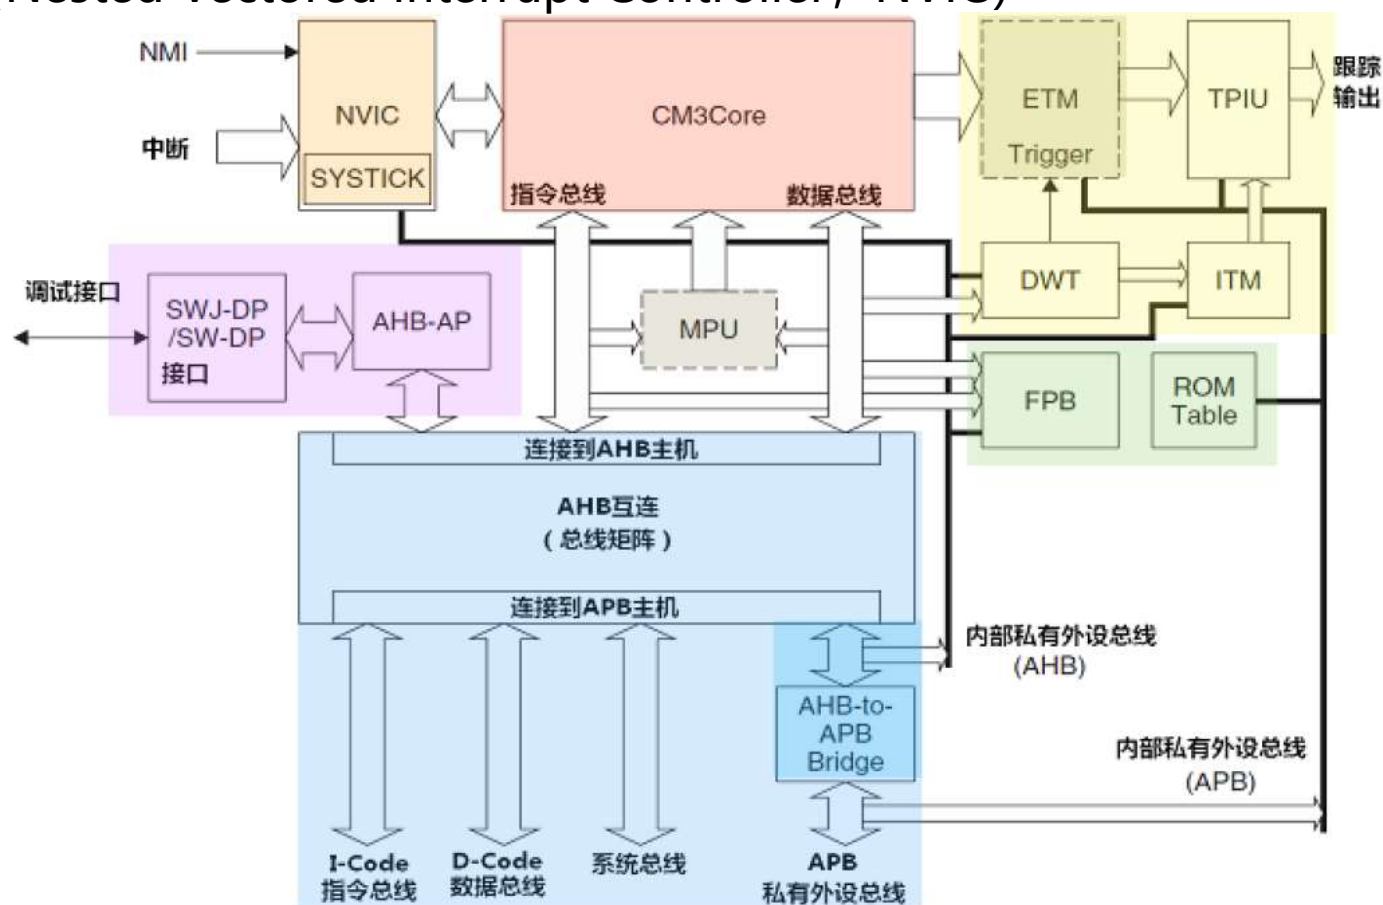 (Nested Vectored Interrupt Controller, NVIC)
NMI
中断
NVIC
SYSTICK
CM3Core
指令总线
数据总线
ETM
Trigger
TPIU
跟踪
输出
调试接口
SWJ-DP
/SW-DP
接口
AHB-AP
MPU
DWT
ITM
FPB
ROM
Table
连接到AHB主机
AHB互连
(总线矩阵)
连接到APB主机
内部私有外设总线
(AHB)
AHB-to-
APB
Bridge
内部私有外设总线
(APB)
I-Code
指令总线
D-Code
数据总线
系统总线
APB
私有外设总线